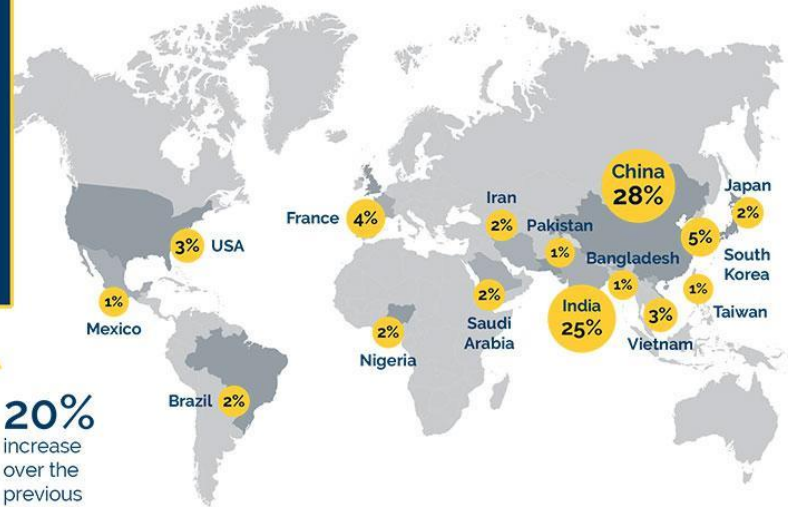 China
28%
Japan
2%
Iran
2%
France 4%
Pakistan
1%
5%
South
Korea
3% USA
Bangladesh
1%
1%
Taiwan
1%
Mexico
2%
Saudi
Arabia
India
25%
3%
Vietnam
2%
Nigeria
Brazil 2%
20%
increase
over the
previous